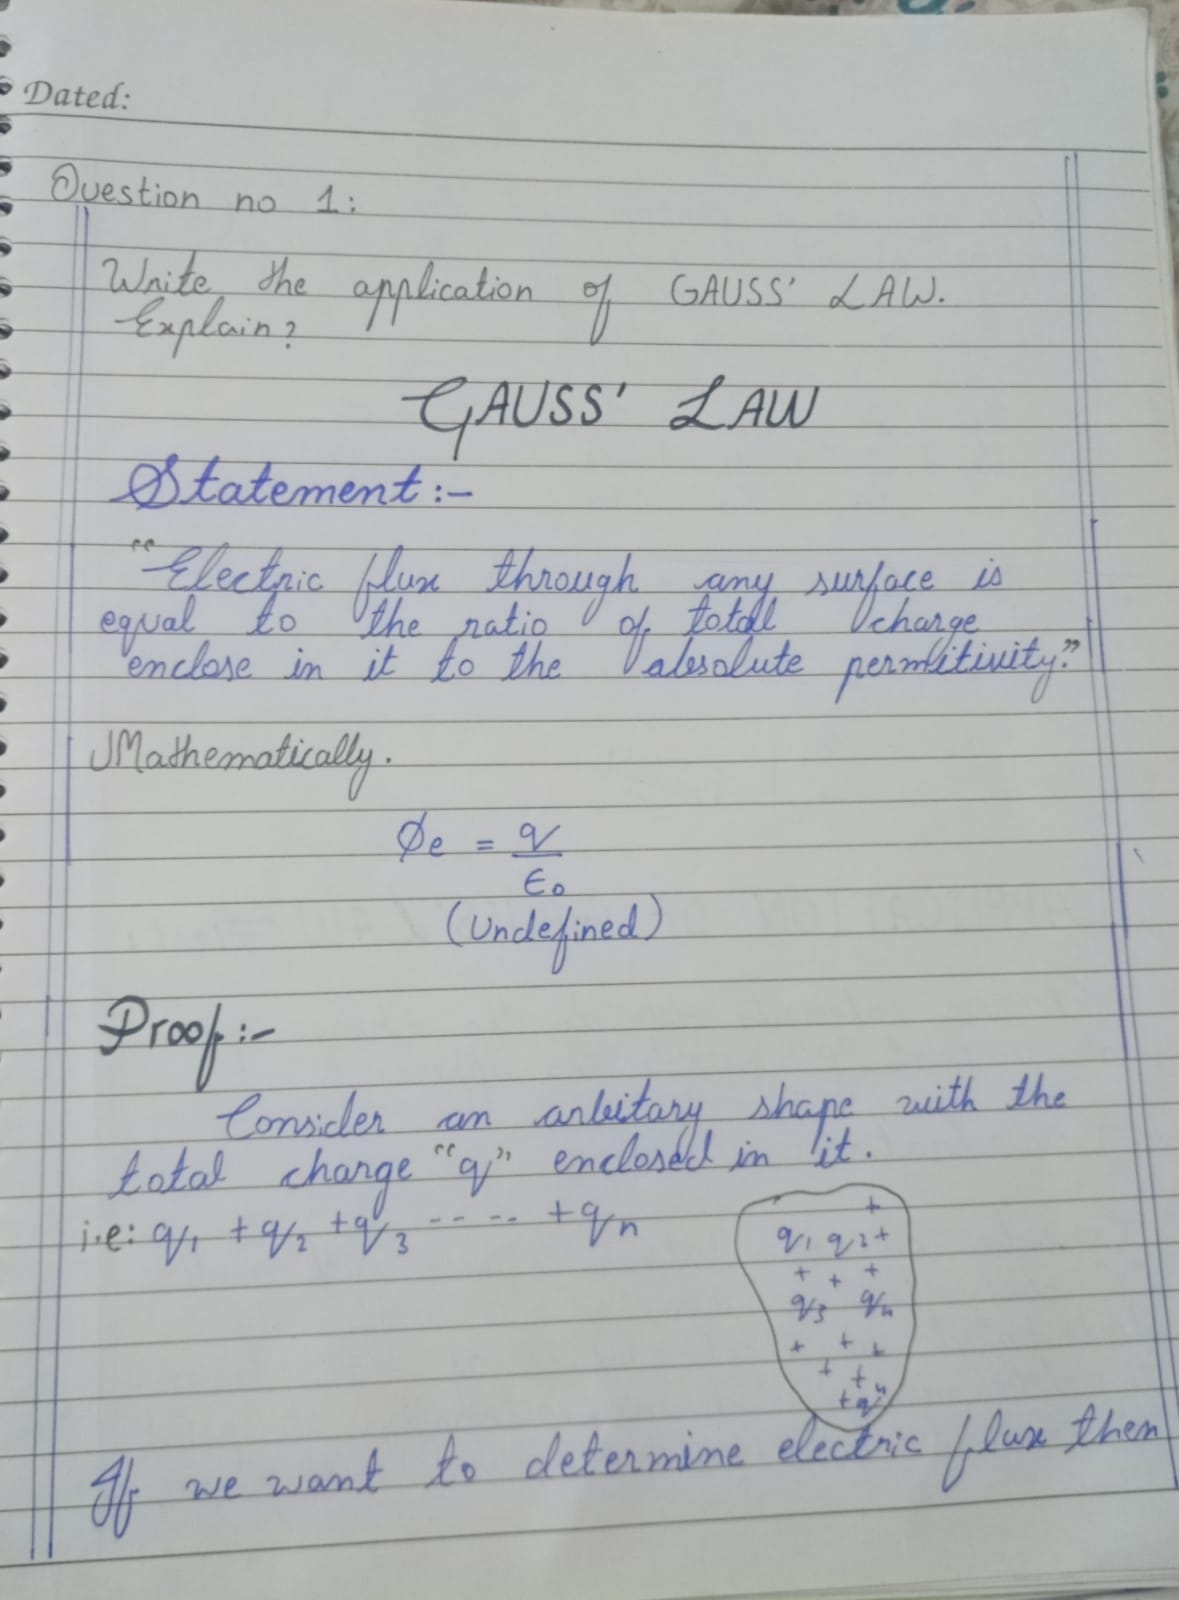 Dated:
Question no 1:
Write the application of GAUSS' LAW.
Explain?
GAUSS' LAW
Statement:-
"Electric flux through any surface is
equal to the ratio of total charge
enclose in it to the absolute permitivity."
Mathematically.
Øe = q/ϵ₀
(Undefined)
Proof:-
Consider an arbitary shape with the
total charge "q" enclosed in it.
i.e: q₁ + q₂ + q₃ ----- + qn
+
q₁ q₂ +
+ + +
q₃ qn
+ + +
+ +
+q
If we want to determine electric flux then